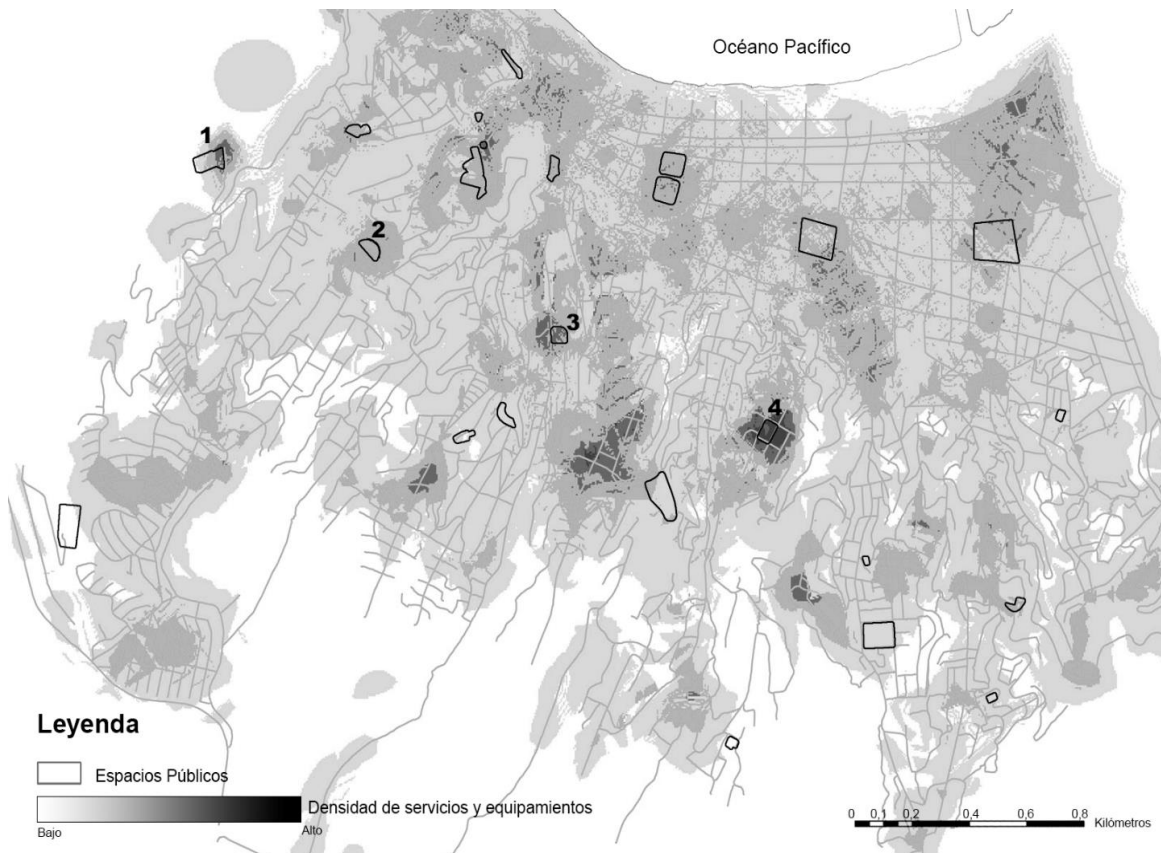 Océano Pacífico
1
2
3
4
Leyenda
Espacios Públicos
Densidad de servicios y equipamientos
Bajo
Alto
0 0,1 0,2 0,4 0,6 0,8
Kilómetros